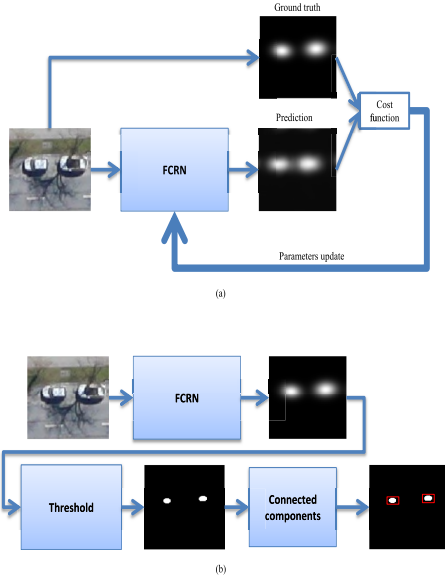 Ground truth
Cost
function
Prediction
FCRN
Parameters update
(a)
FCRN
Threshold
Connected
components
(b)